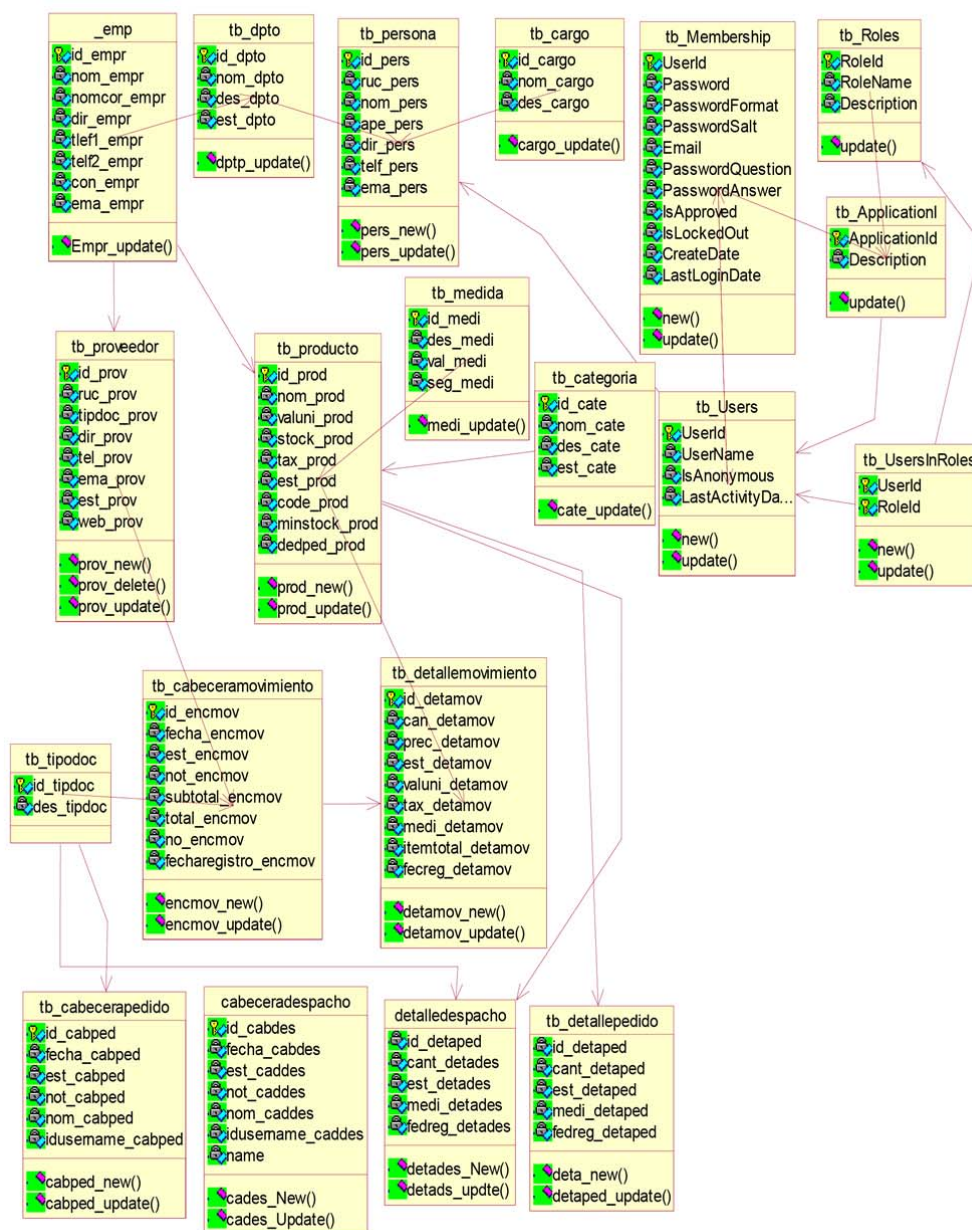 _emp
id_empr
nom_empr
nomcor_empr
dir_empr
tlef1_empr
telf2_empr
con_empr
ema_empr
Empr_update()
tb_dpto
id_dpto
nom_dpto
des_dpto
est_dpto
dptp_update()
tb_persona
id_pers
ruc_pers
nom_pers
ape_pers
dir_pers
telf_pers
ema_pers
pers_new()
pers_update()
tb_cargo
id_cargo
nom_cargo
des_cargo
cargo_update()
tb_Membership
UserId
Password
PasswordFormat
PasswordSalt
Email
PasswordQuestion
PasswordAnswer
IsApproved
IsLockedOut
CreateDate
LastLoginDate
new()
update()
tb_Roles
RoleId
RoleName
Description
update()
tb_ApplicationI
ApplicationId
Description
update()
tb_proveedor
id_prov
ruc_prov
tipdoc_prov
dir_prov
tel_prov
ema_prov
est_prov
web_prov
prov_new()
prov_delete()
prov_update()
tb_producto
id_prod
nom_prod
valuni_prod
stock_prod
tax_prod
est_prod
code_prod
minstock_prod
dedped_prod
prod_new()
prod_update()
tb_medida
id_medi
des_medi
val_medi
seg_medi
medi_update()
tb_categoria
id_cate
nom_cate
des_cate
est_cate
cate_update()
tb_Users
UserId
UserName
IsAnonymous
LastActivityDa...
new()
update()
tb_UsersInRoles
UserId
RoleId
new()
update()
tb_tipodoc
id_tipdoc
des_tipdoc
tb_cabeceramovimiento
id_encmov
fecha_encmov
est_encmov
not_encmov
subtotal_encmov
total_encmov
no_encmov
fecharegistro_encmov
encmov_new()
encmov_update()
tb_detallemovimiento
id_detamov
can_detamov
prec_detamov
est_detamov
valuni_detamov
tax_detamov
medi_detamov
itemtotal_detamov
fecreg_detamov
detamov_new()
detamov_update()
tb_cabecerapedido
id_cabped
fecha_cabped
est_cabped
not_cabped
nom_cabped
idusername_cabped
cabped_new()
cabped_update()
cabeceradespacho
id_cabdes
fecha_cabdes
est_caddes
not_caddes
nom_caddes
idusername_caddes
name
cades_New()
cades_Update()
detalledespacho
id_detaped
cant_detades
est_detades
medi_detades
fedreg_detades
detades_New()
detads_updte()
tb_detallepedido
id_detaped
cant_detaped
est_detaped
medi_detaped
fedreg_detaped
deta_new()
detaped_update()